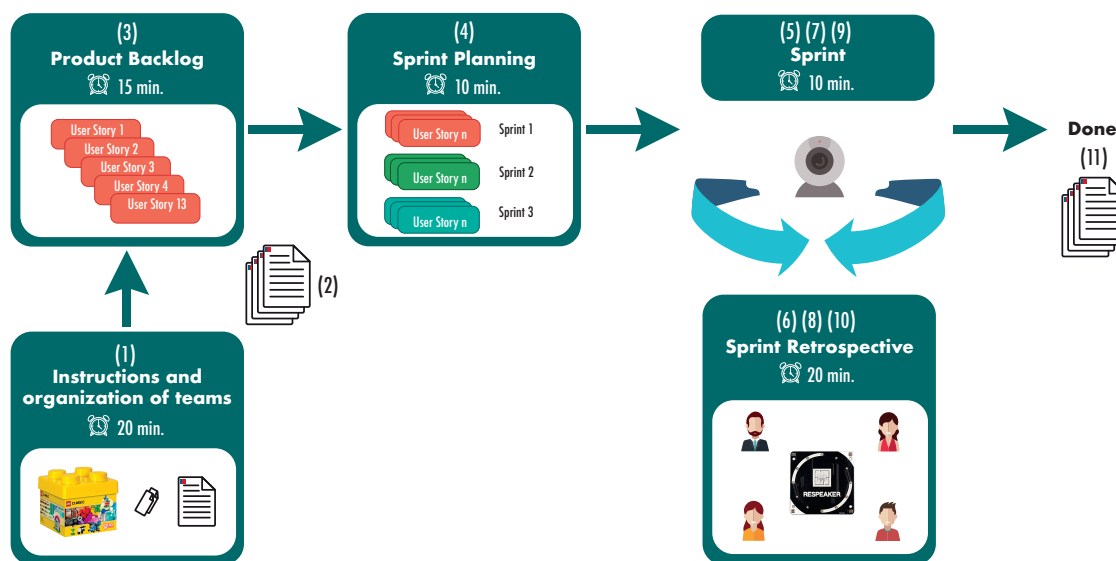 (3)
Product Backlog
15 min.
User Story 1
User Story 2
User Story 3
User Story 4
User Story 13
(4)
Sprint Planning
10 min.
User Story n
Sprint 1
User Story n
Sprint 2
User Story n
Sprint 3
(5) (7) (9)
Sprint
10 min.
Done
(11)
(2)
(1)
Instructions and
organization of teams
20 min.
(6) (8) (10)
Sprint Retrospective
20 min.
RESPEAKER